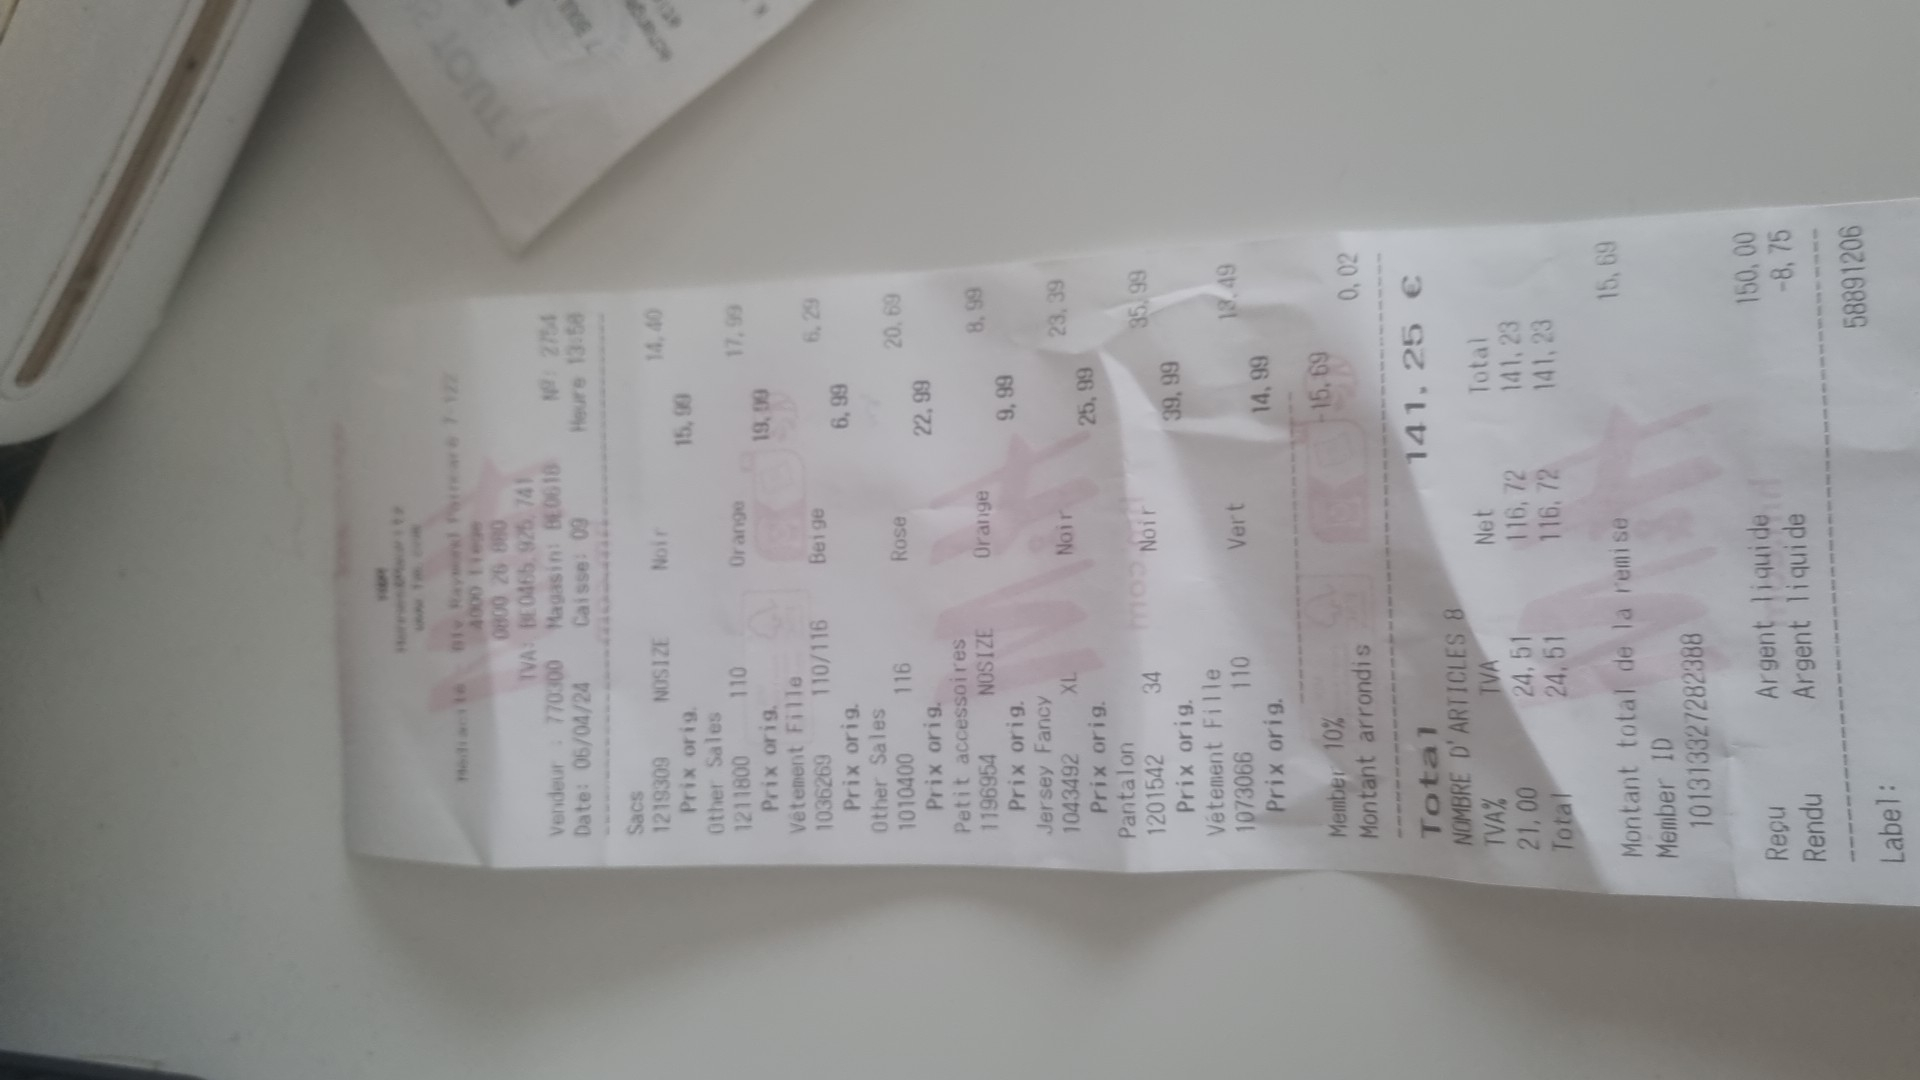 H&M
4000 Liège
0800 26 880
TVA: BE0465.925.741
Vendeur : 770300 Magasin: BE0618 Nº: 2754
Date: 06/04/24 Caisse: 09 Heure 13:58
Sacs
1219309 NOSIZE Noir 14,40
Prix orig. 15,99
Other Sales
1211800 110 Orange 17,99
Prix orig. 19,99
Vêtement Fille
1036269 110/116 Beige 6,29
Prix orig. 6,99
Other Sales
1010400 116 Rose 20,69
Prix orig. 22,99
Petit accessoires
1196954 NOSIZE Orange 8,99
Prix orig. 9,99
Jersey Fancy
1043492 XL Noir 23,39
Prix orig. 25,99
Pantalon
1201542 34 Noir 35,99
Prix orig. 39,99
Vêtement Fille
1073066 110 Vert 13,49
Prix orig. 14,99
Member 10% -15,69
Montant arrondis 0,02
Total 141,25 €
NOMBRE D'ARTICLES 8
TVA% TVA Net Total
21,00 24,51 116,72 141,23
Total 24,51 116,72 141,23
Montant total de la remise 15,69
Member ID
101313327282388
Reçu Argent liquide 150,00
Rendu Argent liquide -8,75
Label: 58891206